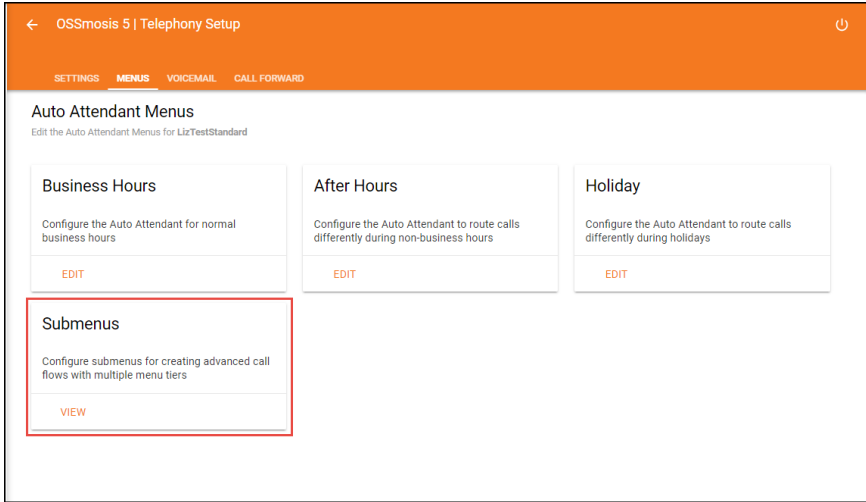 OSSmosis 5 | Telephony Setup
SETTINGS MENUS VOICEMAIL CALL FORWARD
Auto Attendant Menus
Edit the Auto Attendant Menus for LizTestStandard
Business Hours
Configure the Auto Attendant for normal
business hours
EDIT
After Hours
Configure the Auto Attendant to route calls
differently during non-business hours
EDIT
Holiday
Configure the Auto Attendant to route calls
differently during holidays
EDIT
Submenus
Configure submenus for creating advanced call
flows with multiple menu tiers
VIEW